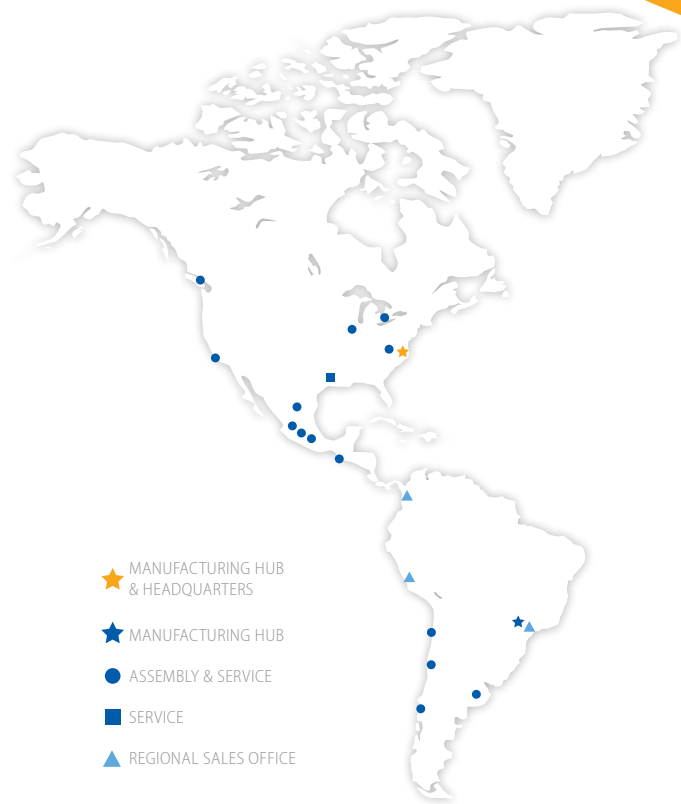 MANUFACTURING HUB
& HEADQUARTERS
MANUFACTURING HUB
ASSEMBLY & SERVICE
SERVICE
REGIONAL SALES OFFICE